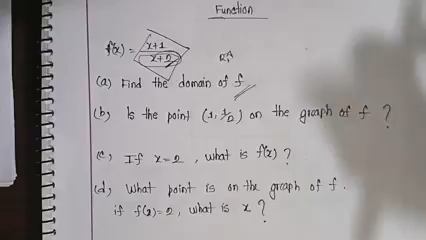 Function
f(x) = x+1 / x+2
(a) Find the domain of f
(b) Is the point (1, 1/2) on the graph of f ?
(c) If x=2, what is f(x) ?
(d) What point is on the graph of f.
if f(x)=2, what is x ?